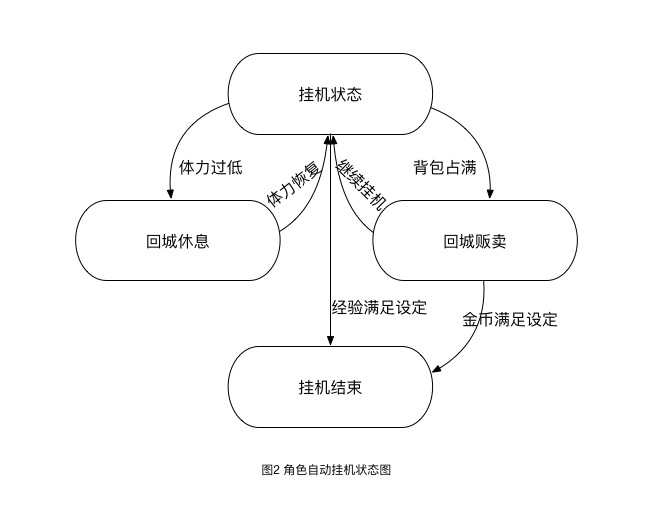 挂机状态
体力过低
体力恢复
继续挂机
背包占满
回城休息
回城贩卖
经验满足设定
金币满足设定
挂机结束
图2 角色自动挂机状态图